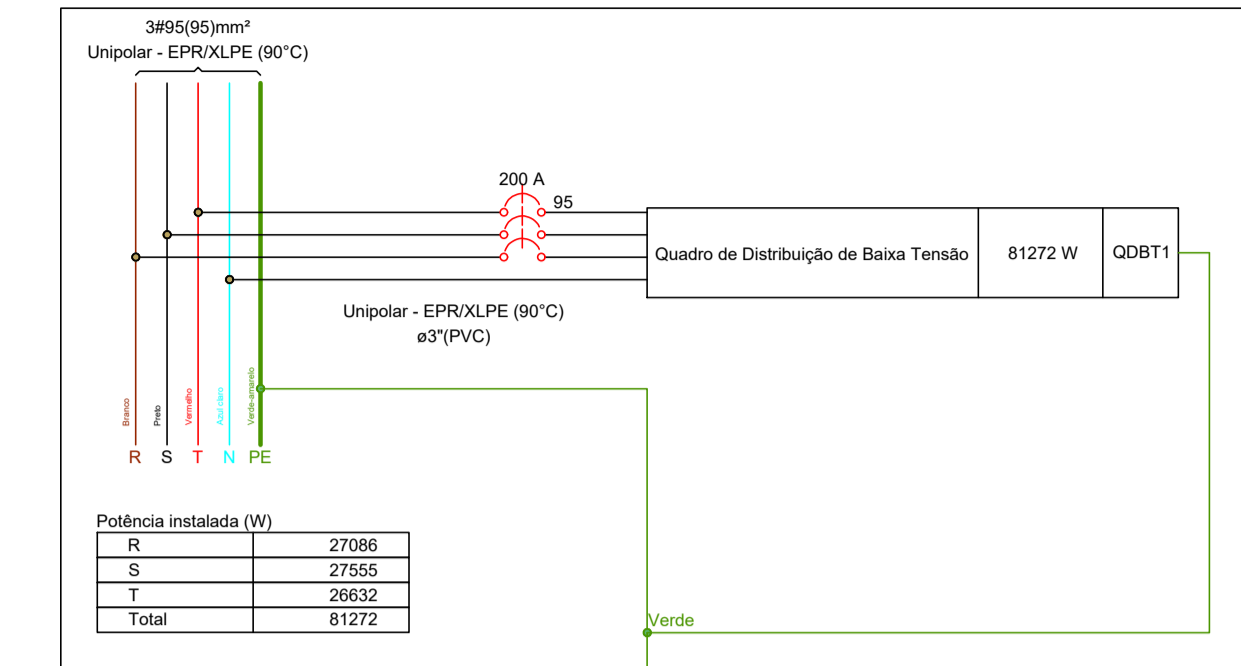 3#95(95)mm²
Unipolar - EPR/XLPE (90°C)
200 A
95
Quadro de Distribuição de Baixa Tensão 81272 W QDBT1
Unipolar - EPR/XLPE (90°C)
ø3"(PVC)
Branco Preto Vermelho Azul claro Verde-amarelo
R S T N PE
Potência instalada (W)
R 27086
S 27555
T 26632
Total 81272
Verde